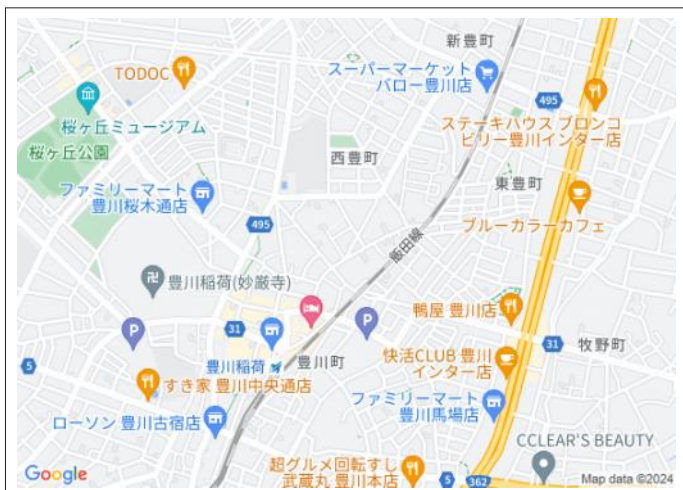 新豊町
TODOC
スーパーマーケット
バロー豊川店
495
桜ヶ丘ミュージアム
ステーキハウス ブロンコ
ビリー豊川インター店
桜ヶ丘公園
西豊町
東豊町
ファミリーマート
豊川桜木通店
ブルーカラーカフェ
495
飯田線
卍
豊川稲荷(妙厳寺)
鴨屋 豊川店
P
P
31
31
牧野町
豊川稲荷
豊川町
快活CLUB 豊川
インター店
5
すき家 豊川中央通店
ファミリーマート
豊川馬場店
ローソン 豊川古宿店
CCLEAR'S BEAUTY
超グルメ回転すし
武蔵丸 豊川本店
5
362
Google
Map data ©2024